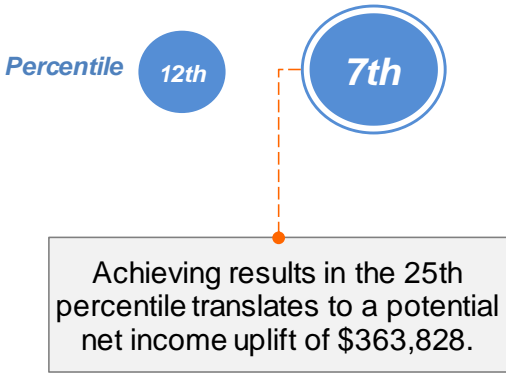 Percentile 12th 7th
Achieving results in the 25th
percentile translates to a potential
net income uplift of $363,828.